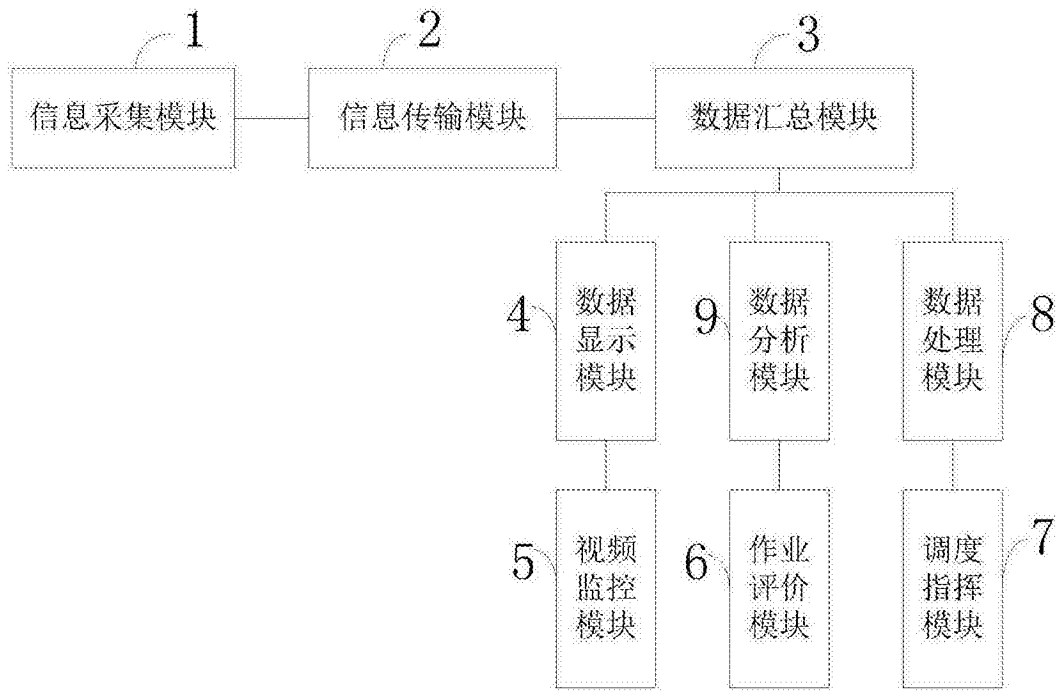 1
2
3
信息采集模块
信息传输模块
数据汇总模块
4
数据
显示
模块
9
数据
分析
模块
8
数据
处理
模块
5
视频
监控
模块
6
作业
评价
模块
7
调度
指挥
模块